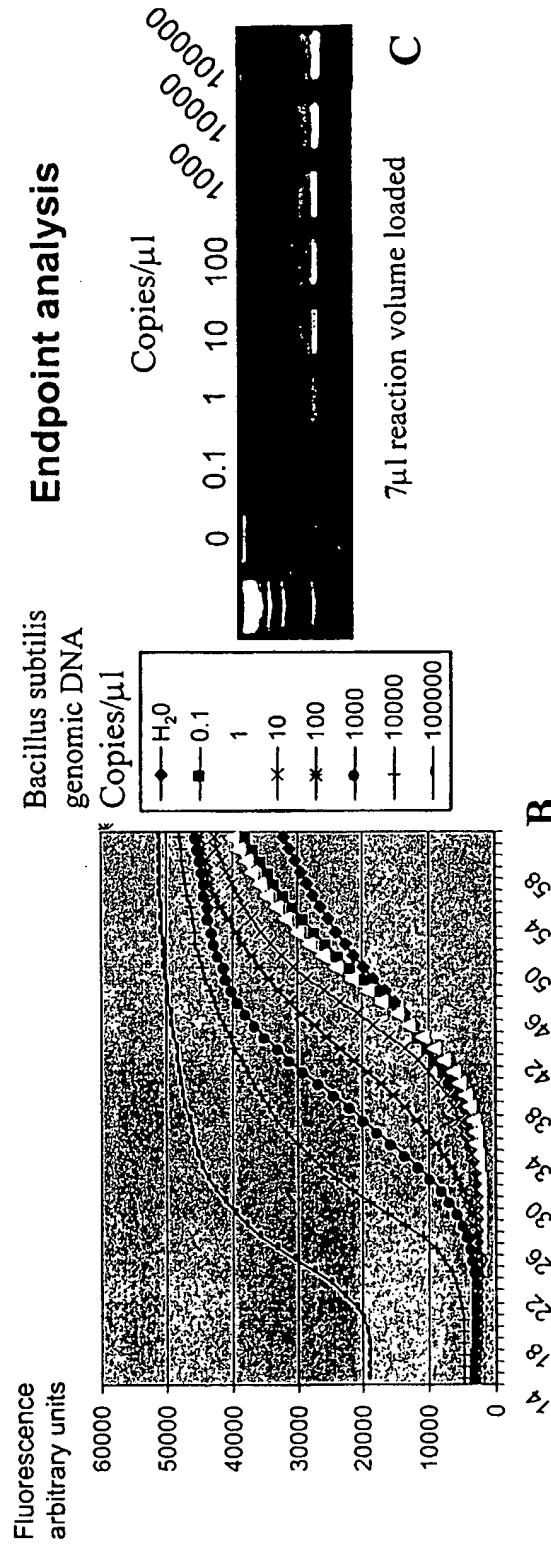 Fluorescence
arbitrary units
60000
50000
40000
30000
20000
10000
0
14 18 22 26 30 34 38 42 46 50 54 58
B
Bacillus subtilis
genomic DNA
Copies/µl
H₂0
0.1
1
10
100
1000
10000
100000
Endpoint analysis
Copies/µl
0 0.1 1 10 100 1000 10000 100000
7µl reaction volume loaded
C